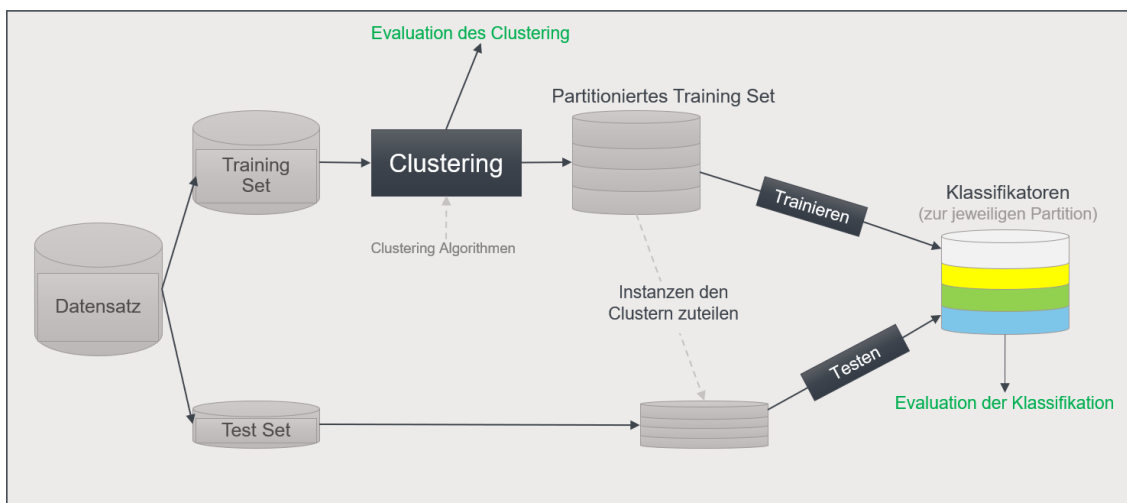 Evaluation des Clustering
Partitioniertes Training Set
Training
Set
Clustering
Trainieren
Klassifikatoren
(zur jeweiligen Partition)
Clustering Algorithmen
Datensatz
Instanzen den
Clustern zuteilen
Testen
Evaluation der Klassifikation
Test Set